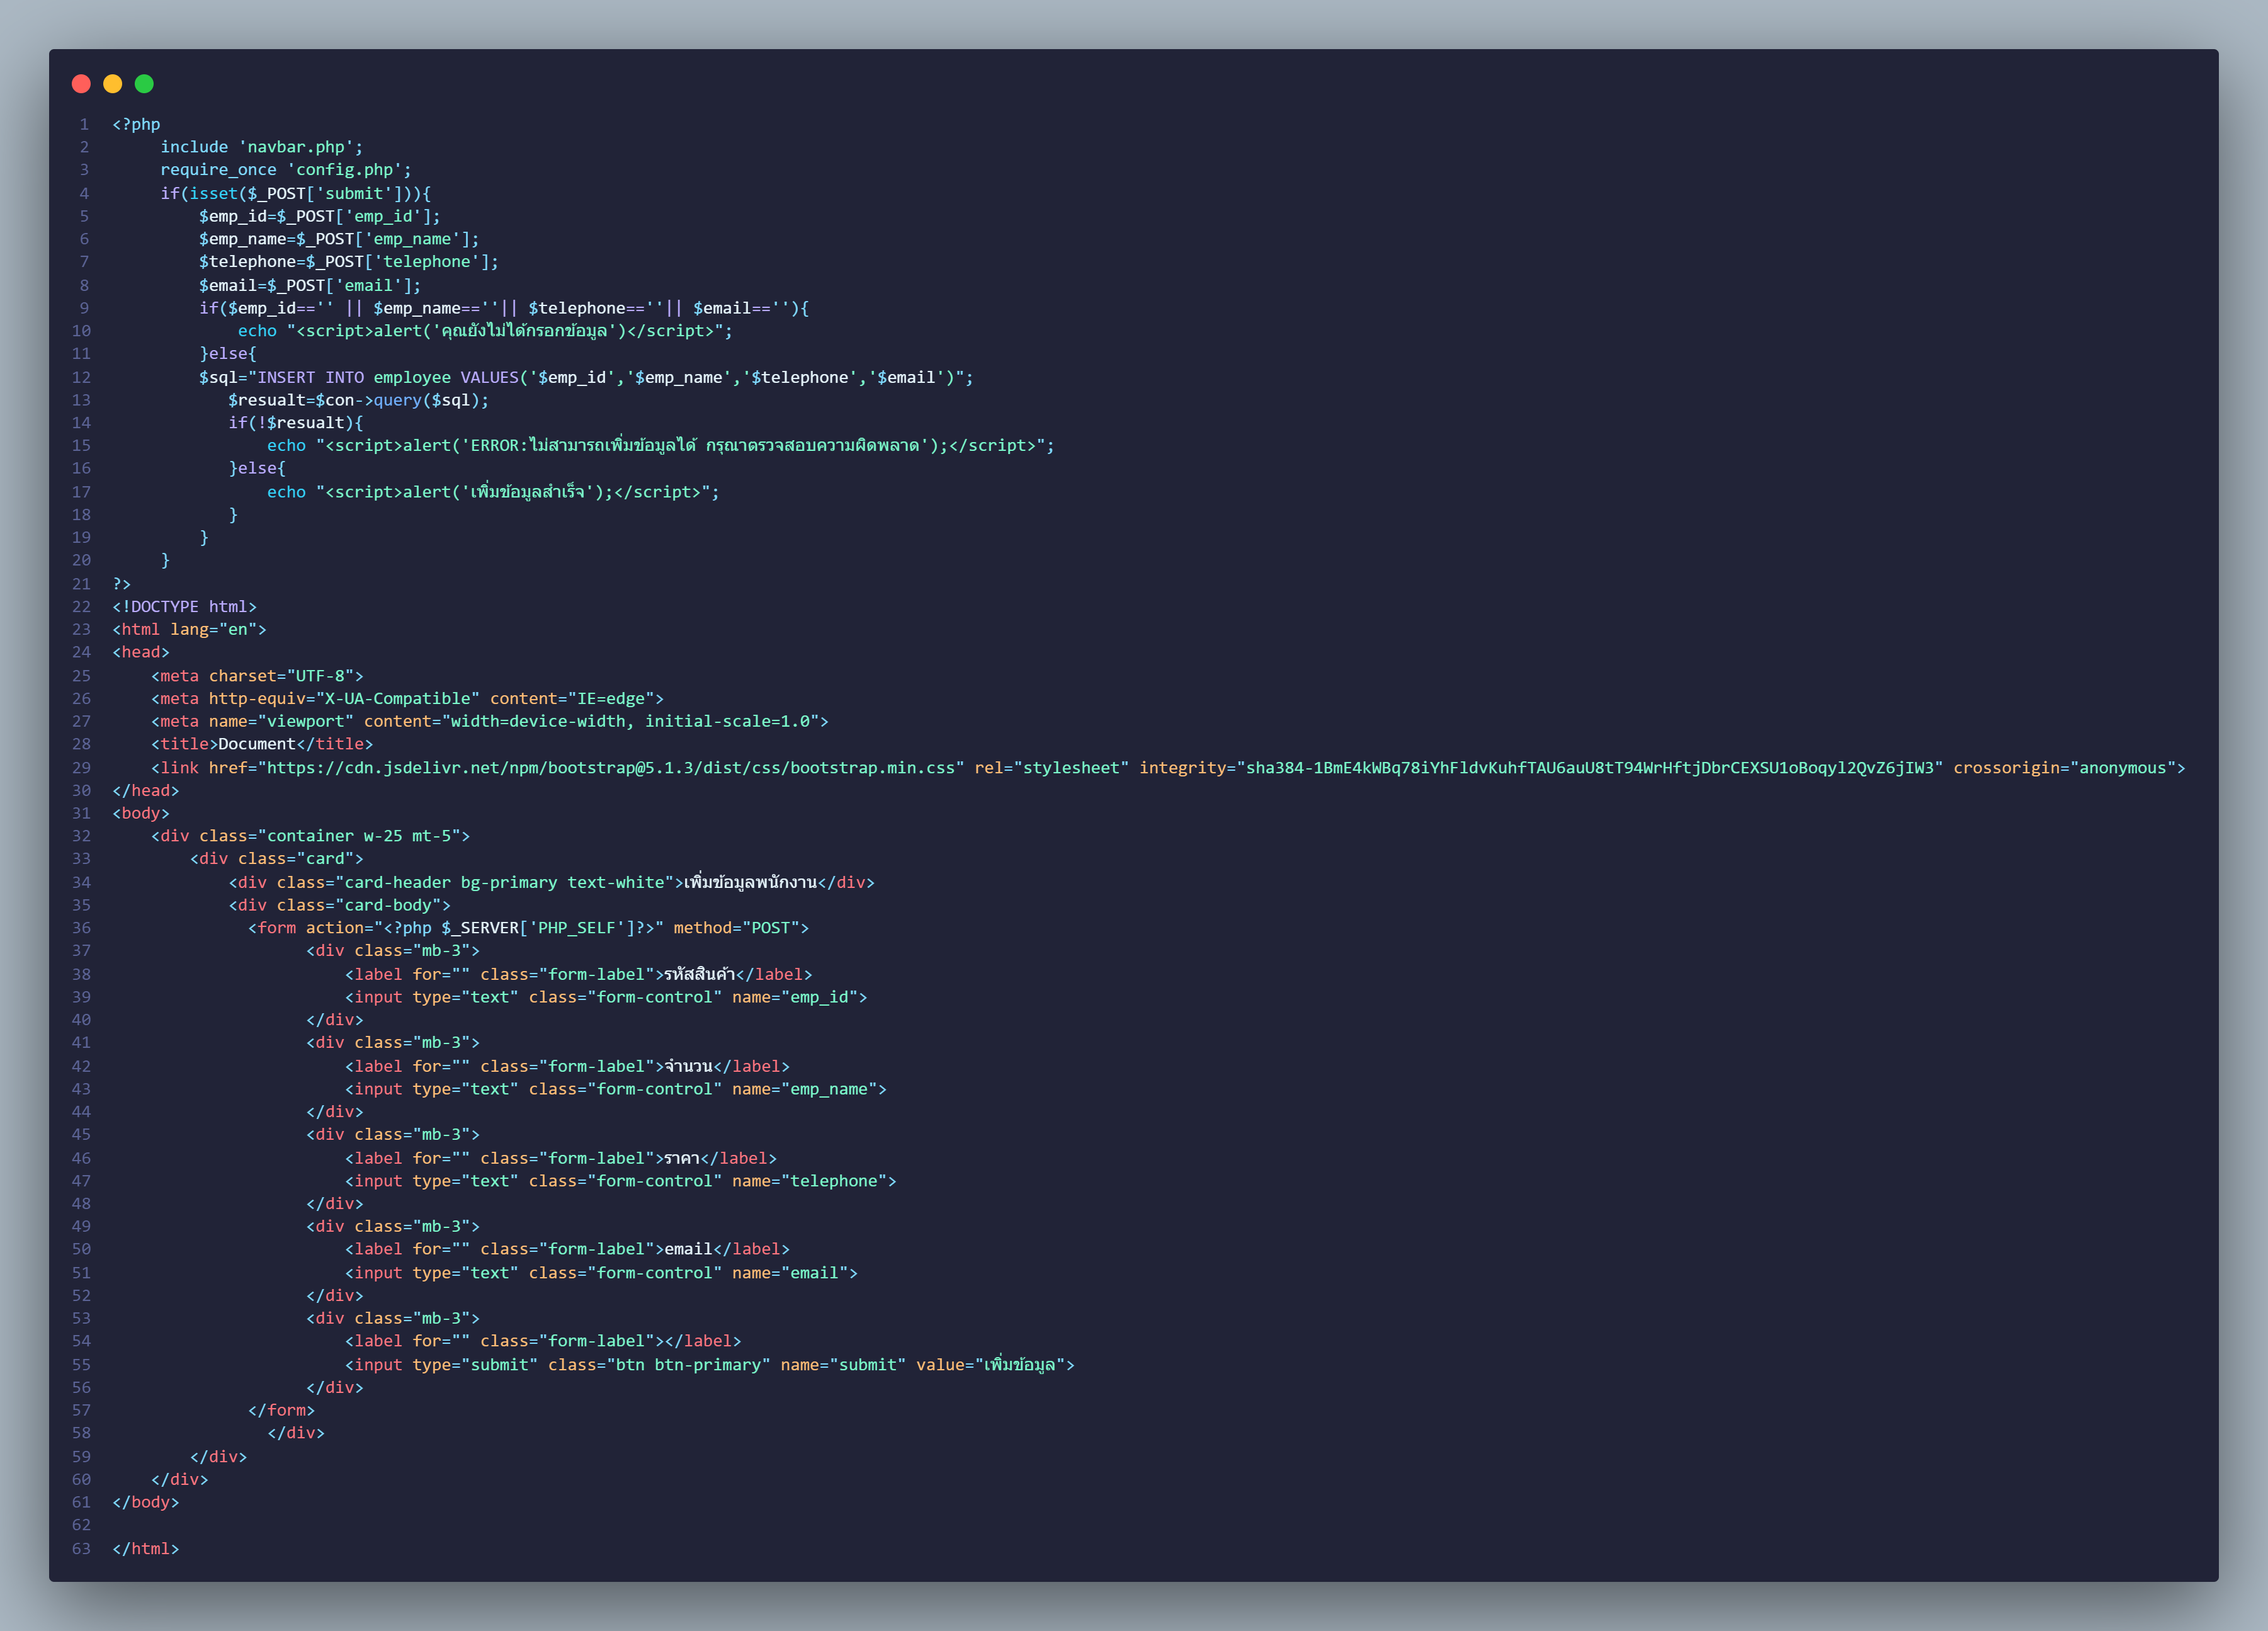 1 <?php
2 include 'navbar.php';
3 require_once 'config.php';
4 if(isset($_POST['submit'])){
5 $emp_id=$_POST['emp_id'];
6 $emp_name=$_POST['emp_name'];
7 $telephone=$_POST['telephone'];
8 $email=$_POST['email'];
9 if($emp_id=='' || $emp_name==''|| $telephone==''|| $email==''){
10 echo "<script>alert('คุณยังไม่ได้กรอกข้อมูล')</script>";
11 }else{
12 $sql="INSERT INTO employee VALUES('$emp_id','$emp_name','$telephone','$email')";
13 $resualt=$con->query($sql);
14 if(!$resualt){
15 echo "<script>alert('ERROR:ไม่สามารถเพิ่มข้อมูลได้ กรุณาตรวจสอบความผิดพลาด');</script>";
16 }else{
17 echo "<script>alert('เพิ่มข้อมูลสำเร็จ');</script>";
18 }
19 }
20 }
21 ?>
22 <!DOCTYPE html>
23 <html lang="en">
24 <head>
25 <meta charset="UTF-8">
26 <meta http-equiv="X-UA-Compatible" content="IE=edge">
27 <meta name="viewport" content="width=device-width, initial-scale=1.0">
28 <title>Document</title>
29 <link href="https://cdn.jsdelivr.net/npm/bootstrap@5.1.3/dist/css/bootstrap.min.css" rel="stylesheet" integrity="sha384-1BmE4kWBq78iYhFldvKuhfTAU6auU8tT94WrHftjDbrCEXSU1oBoqyl2QvZ6jIW3" crossorigin="anonymous">
30 </head>
31 <body>
32 <div class="container w-25 mt-5">
33 <div class="card">
34 <div class="card-header bg-primary text-white">เพิ่มข้อมูลพนักงาน</div>
35 <div class="card-body">
36 <form action="<?php $_SERVER['PHP_SELF']?>" method="POST">
37 <div class="mb-3">
38 <label for="" class="form-label">รหัสสินค้า</label>
39 <input type="text" class="form-control" name="emp_id">
40 </div>
41 <div class="mb-3">
42 <label for="" class="form-label">จำนวน</label>
43 <input type="text" class="form-control" name="emp_name">
44 </div>
45 <div class="mb-3">
46 <label for="" class="form-label">ราคา</label>
47 <input type="text" class="form-control" name="telephone">
48 </div>
49 <div class="mb-3">
50 <label for="" class="form-label">email</label>
51 <input type="text" class="form-control" name="email">
52 </div>
53 <div class="mb-3">
54 <label for="" class="form-label"></label>
55 <input type="submit" class="btn btn-primary" name="submit" value="เพิ่มข้อมูล">
56 </div>
57 </form>
58 </div>
59 </div>
60 </div>
61 </body>
62
63 </html>